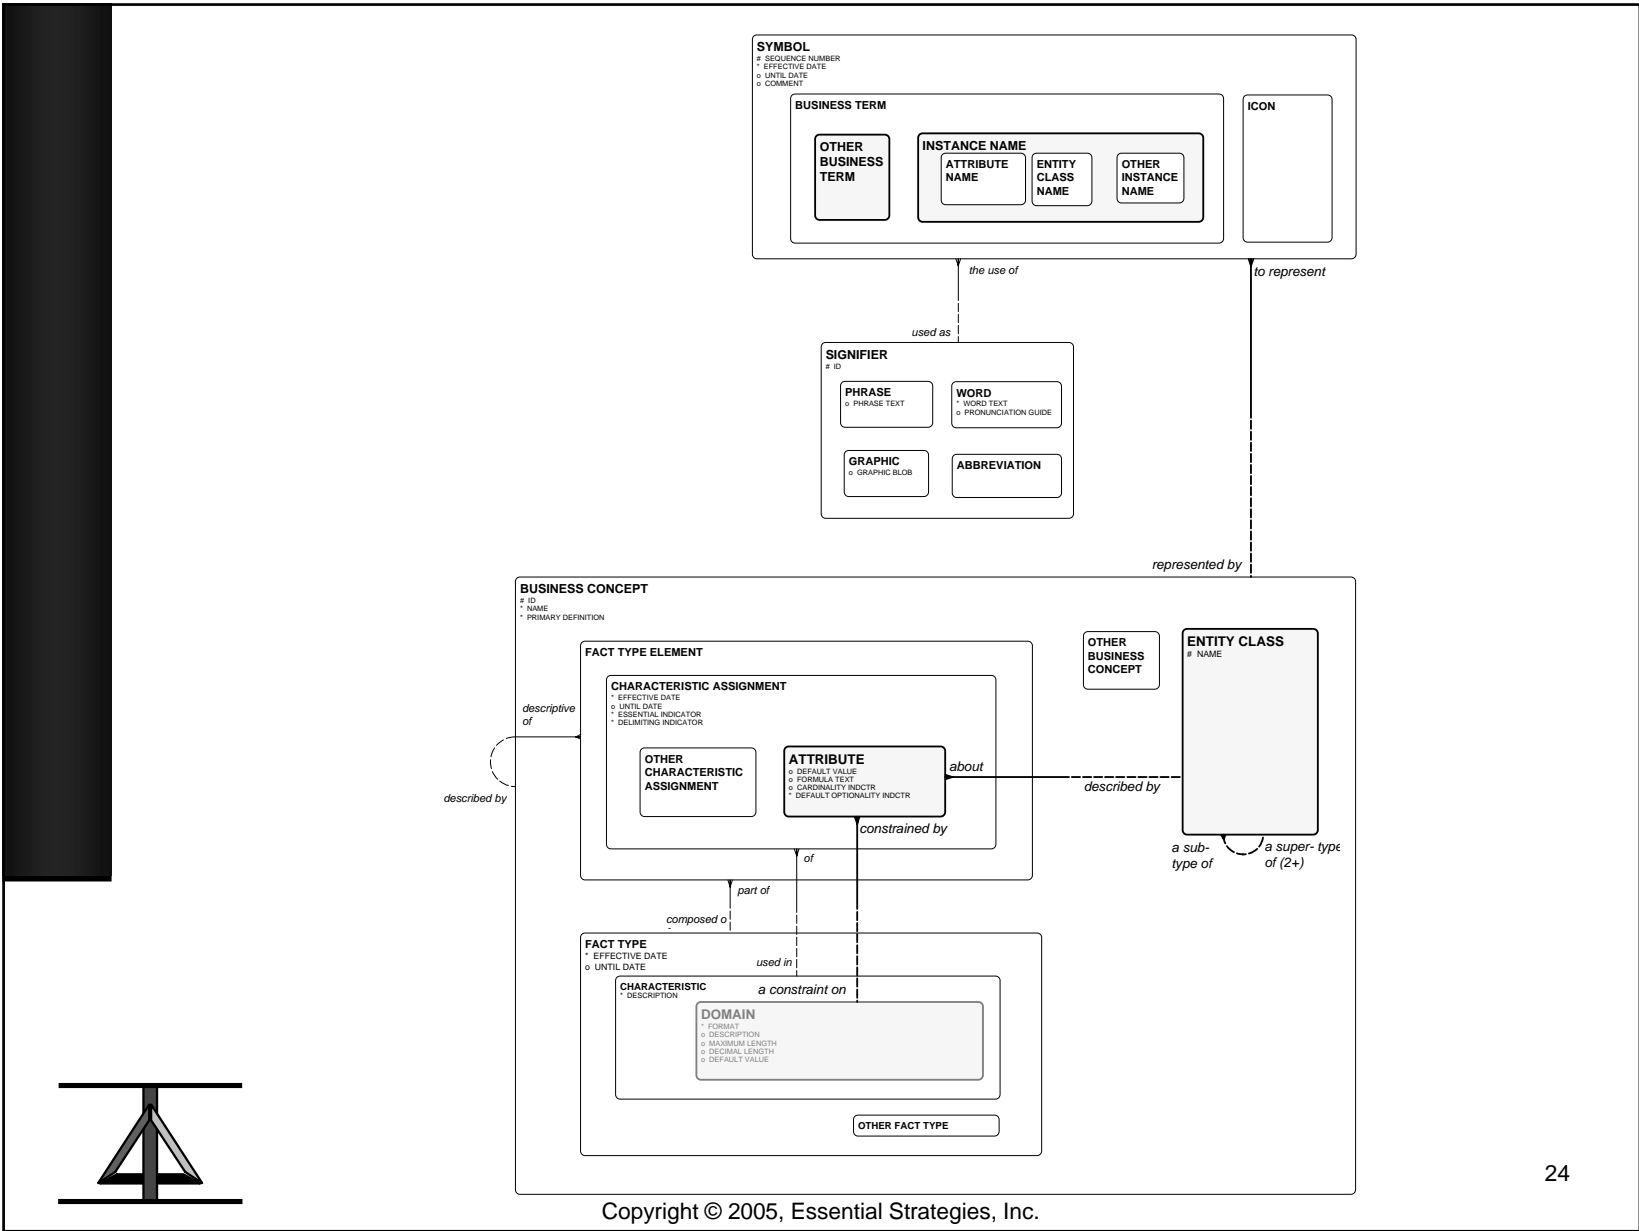 SYMBOL
# SEQUENCE NUMBER
* EFFECTIVE DATE
o UNTIL DATE
o COMMENT
BUSINESS TERM
ICON
OTHER
BUSINESS
TERM
INSTANCE NAME
ATTRIBUTE
NAME
ENTITY
CLASS
NAME
OTHER
INSTANCE
NAME
the use of
to represent
used as
SIGNIFIER
# ID
PHRASE
o PHRASE TEXT
WORD
* WORD TEXT
o PRONUNCIATION GUIDE
GRAPHIC
o GRAPHIC BLOB
ABBREVIATION
represented by
BUSINESS CONCEPT
# ID
* NAME
* PRIMARY DEFINITION
OTHER
BUSINESS
CONCEPT
ENTITY CLASS
# NAME
FACT TYPE ELEMENT
CHARACTERISTIC ASSIGNMENT
* EFFECTIVE DATE
o UNTIL DATE
* ESSENTIAL INDICATOR
* DELIMITING INDICATOR
descriptive
of
described by
OTHER
CHARACTERISTIC
ASSIGNMENT
ATTRIBUTE
o DEFAULT VALUE
o FORMULA TEXT
o CARDINALITY INDCTR
* DEFAULT OPTIONALITY INDCTR
about
described by
constrained by
a sub-
type of
a super- type
of (2+)
of
part of
composed o
FACT TYPE
* EFFECTIVE DATE
o UNTIL DATE
used in
CHARACTERISTIC
* DESCRIPTION
a constraint on
DOMAIN
* FORMAT
o DESCRIPTION
o MAXIMUM LENGTH
o DECIMAL LENGTH
o DEFAULT VALUE
OTHER FACT TYPE
24
Copyright © 2005, Essential Strategies, Inc.